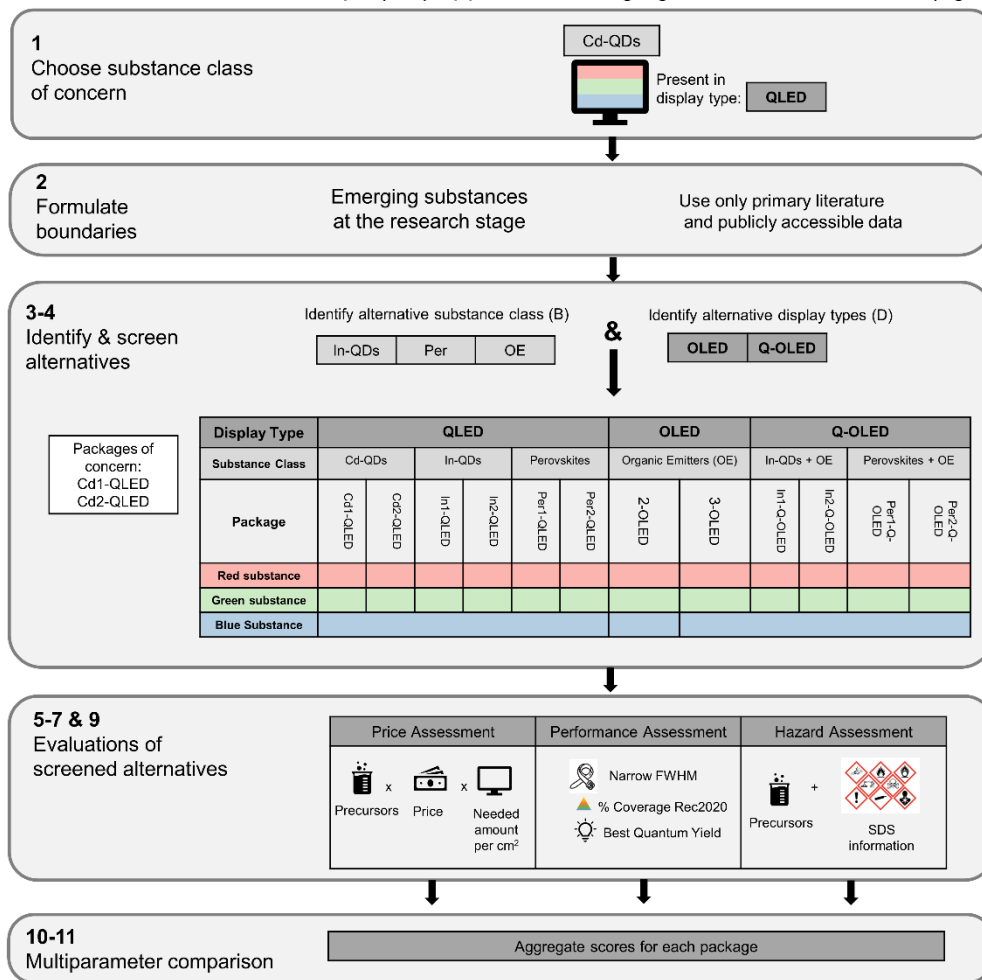 1
Choose substance class
of concern
Cd-QDs
Present in
display type:
QLED
2
Formulate
boundaries
Emerging substances
at the research stage
Use only primary literature
and publicly accessible data
3-4
Identify & screen
alternatives
Identify alternative substance class (B)
In-QDs Per OE
&
Identify alternative display types (D)
OLED Q-OLED
Packages of
concern:
Cd1-QLED
Cd2-QLED
Display Type QLED OLED Q-OLED
Substance Class Cd-QDs In-QDs Perovskites Organic Emitters (OE) In-QDs + OE Perovskites + OE
Package
Cd1-QLED
Cd2-QLED
In1-QLED
In2-QLED
Per1-QLED
Per2-QLED
2-OLED
3-OLED
In1-Q-OLED
In2-Q-OLED
Per1-Q-
OLED
Per2-Q-
OLED
Red substance
Green substance
Blue Substance
5-7 & 9
Evaluations of
screened alternatives
Price Assessment
Precursors x Price x Needed
amount
per cm²
Performance Assessment
Narrow FWHM
% Coverage Rec2020
Best Quantum Yield
Hazard Assessment
Precursors + SDS
information
10-11
Multiparameter comparison
Aggregate scores for each package